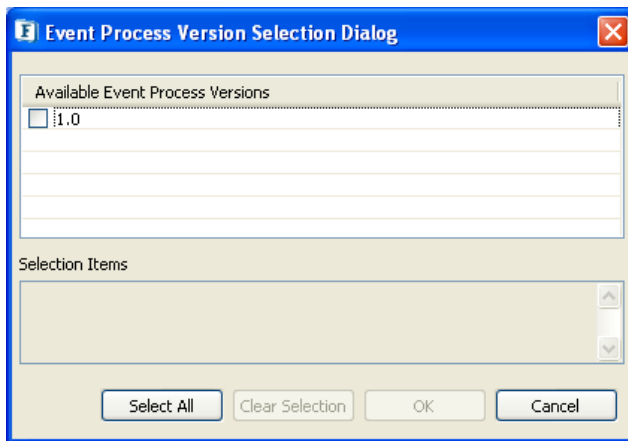 Event Process Version Selection Dialog
Available Event Process Versions
1.0
Selection Items
Select All
Clear Selection
OK
Cancel